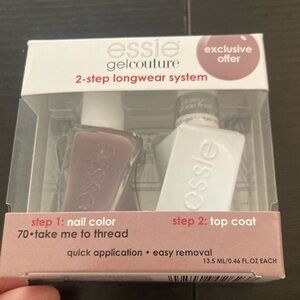 essie
gelcouture
2-step longwear system
exclusive
offer
essie
essie
step 1: nail color
70•take me to thread
step 2: top coat
quick application • easy removal
13.5 ML/0.46 FL.OZ EACH